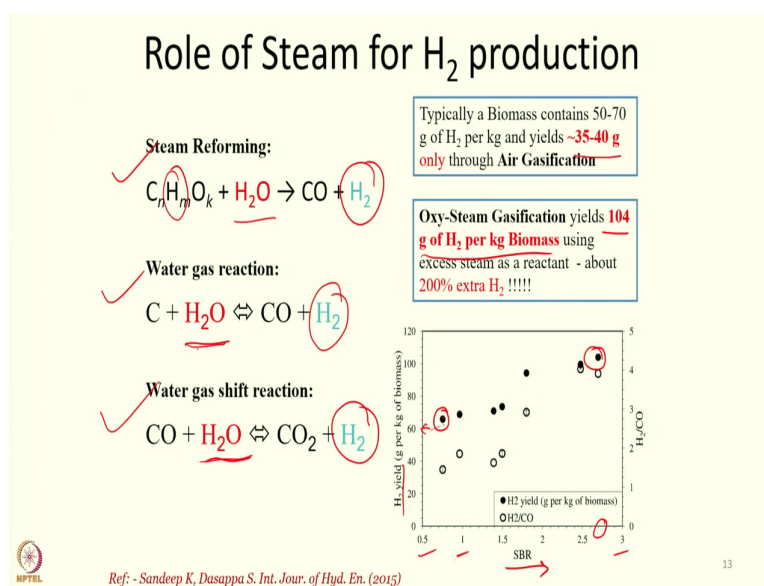 Role of Steam for H₂ production
Steam Reforming:
CₙHₘOₖ + H₂O → CO + H₂
Water gas reaction:
C + H₂O ⇔ CO + H₂
Water gas shift reaction:
CO + H₂O ⇔ CO₂ + H₂
Typically a Biomass contains 50-70
g of H₂ per kg and yields ~35-40 g
only through Air Gasification
Oxy-Steam Gasification yields 104
g of H₂ per kg Biomass using
excess steam as a reactant - about
200% extra H₂ !!!!!
H₂ yield (g per kg of biomass)
120
100
80
60
40
20
0
0.5
1
1.5
2
2.5
3
SBR
5
4
3
2
1
0
H₂/CO
H2 yield (g per kg of biomass)
H2/CO
NPTEL
Ref: - Sandeep K, Dasappa S. Int. Jour. of Hyd. En. (2015)
13